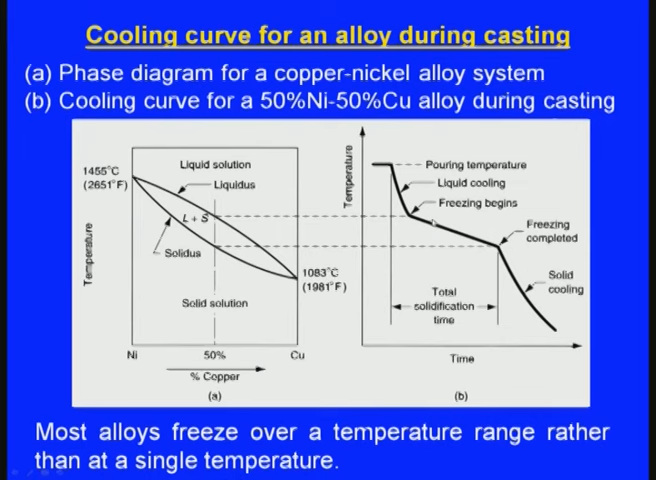 Cooling curve for an alloy during casting
(a) Phase diagram for a copper-nickel alloy system
(b) Cooling curve for a 50%Ni-50%Cu alloy during casting
1455°C
(2651°F)
Temperature
Liquid solution
Liquidus
L + S
Solidus
1083°C
(1981°F)
Solid solution
Ni
50%
Cu
% Copper
(a)
Temperature
Pouring temperature
Liquid cooling
Freezing begins
Freezing
completed
Solid
cooling
Total
solidification
time
Time
(b)
Most alloys freeze over a temperature range rather
than at a single temperature.